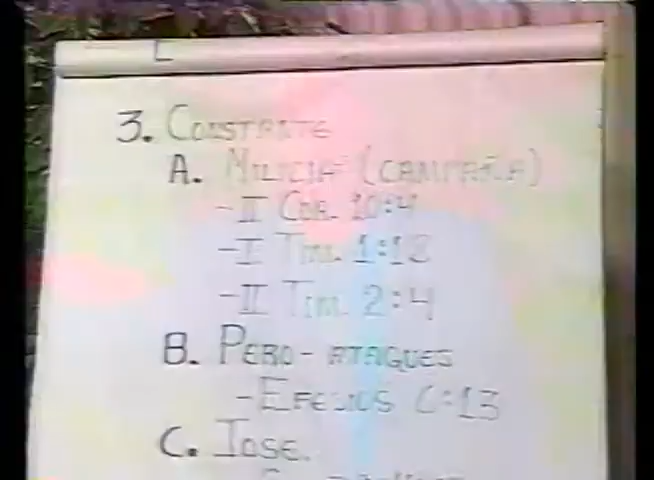 3. CONSTANTE
A. MILICIA (CAMPAÑA)
- II COR. 10:4
- I TIM. 1:18
- II TIM. 2:4
B. PERO - ATAQUES
- EFESIOS 6:13
C. JOSE.